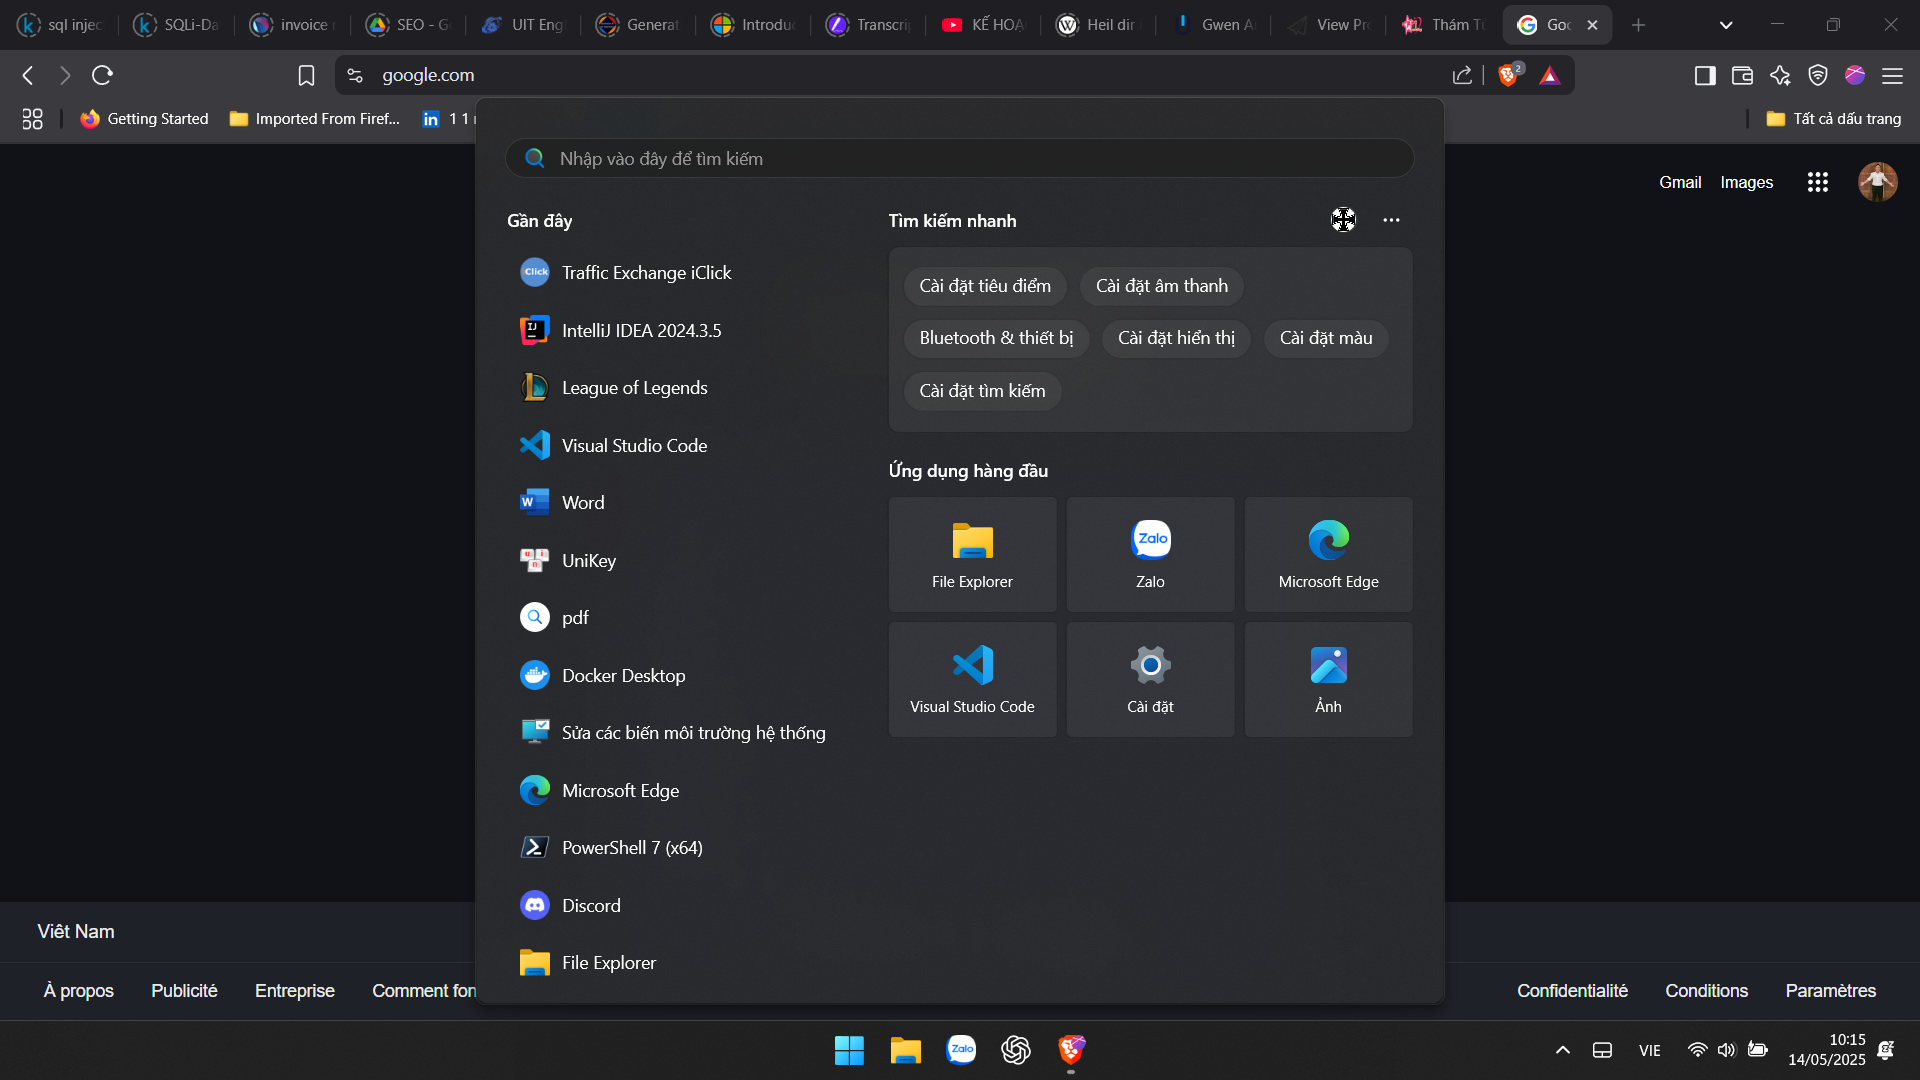 sql injec
SQLi-Da
invoice
SEO - G
UIT Eng
Generat
Introduc
Transcri
KẾ HOẠ
Heil dir
Gwen A
View Pr
Thám T
Goo
google.com
2
Getting Started
Imported From Firef...
1 1
Tất cả dấu trang
Gmail
Images
Nhập vào đây để tìm kiếm
Gần đây
Traffic Exchange iClick
IntelliJ IDEA 2024.3.5
League of Legends
Visual Studio Code
Word
UniKey
pdf
Docker Desktop
Sửa các biến môi trường hệ thống
Microsoft Edge
PowerShell 7 (x64)
Discord
File Explorer
Tìm kiếm nhanh
Cài đặt tiêu điểm
Cài đặt âm thanh
Bluetooth & thiết bị
Cài đặt hiển thị
Cài đặt màu
Cài đặt tìm kiếm
Ứng dụng hàng đầu
File Explorer
Zalo
Microsoft Edge
Visual Studio Code
Cài đặt
Ảnh
Viêt Nam
À propos
Publicité
Entreprise
Comment fon
Confidentialité
Conditions
Paramètres
VIE
10:15
14/05/2025